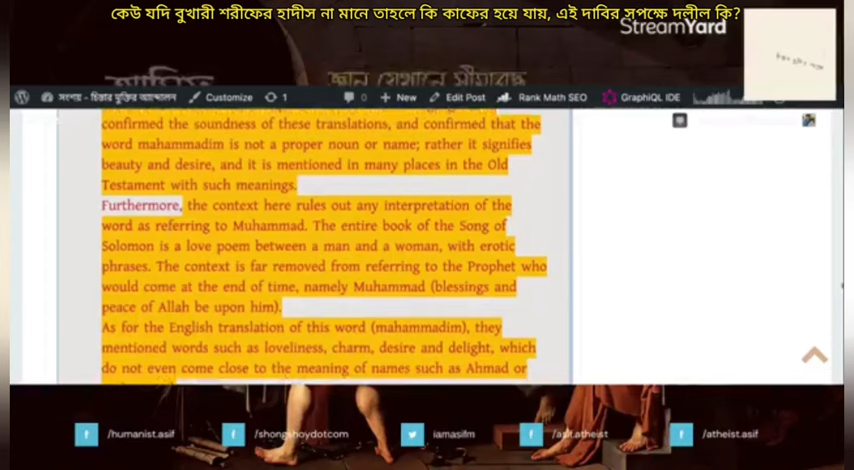 কেউ যদি বুখারী শরীফের হাদীস না মানে তাহলে কি কাফের হয়ে যায়, এই দাবির সপক্ষে দলীল কি?
StreamYard
জ্ঞান সেখানে সীমাবদ্ধ
সংশয় - চিন্তার মুক্তির আন্দোলন Customize 1 0 New Edit Post Rank Math SEO GraphiQL IDE
confirmed the soundness of these translations, and confirmed that the
word mahammadim is not a proper noun or name; rather it signifies
beauty and desire, and it is mentioned in many places in the Old
Testament with such meanings.
Furthermore, the context here rules out any interpretation of the
word as referring to Muhammad. The entire book of the Song of
Solomon is a love poem between a man and a woman, with erotic
phrases. The context is far removed from referring to the Prophet who
would come at the end of time, namely Muhammad (blessings and
peace of Allah be upon him).
As for the English translation of this word (mahammadim), they
mentioned words such as loveliness, charm, desire and delight, which
do not even come close to the meaning of names such as Ahmad or
/humanist.asif /shongshoydotcom iamasifm /asif.atheist /atheist.asif